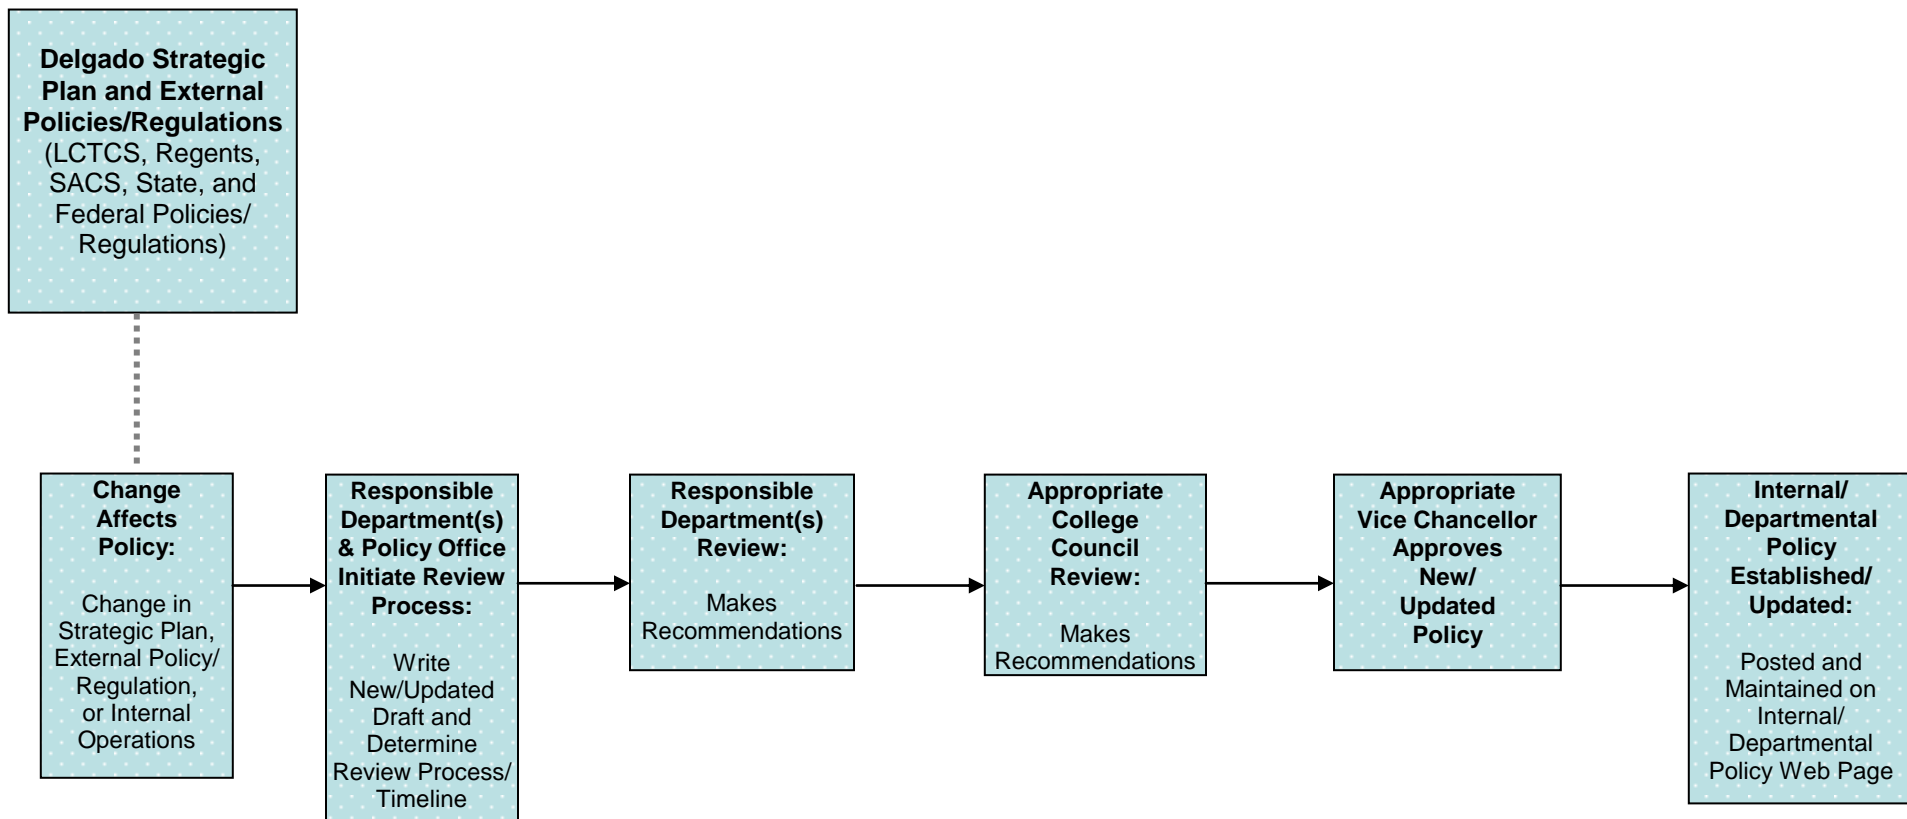 Delgado Strategic
Plan and External
Policies/Regulations
(LCTCS, Regents,
SACS, State, and
Federal Policies/
Regulations)
Change
Affects
Policy:
Change in
Strategic Plan,
External Policy/
Regulation,
or Internal
Operations
Responsible
Department(s)
& Policy Office
Initiate Review
Process:
Write
New/Updated
Draft and
Determine
Review Process/
Timeline
Responsible
Department(s)
Review:
Makes
Recommendations
Appropriate
College
Council
Review:
Makes
Recommendations
Appropriate
Vice Chancellor
Approves
New/
Updated
Policy
Internal/
Departmental
Policy
Established/
Updated:
Posted and
Maintained on
Internal/
Departmental
Policy Web Page